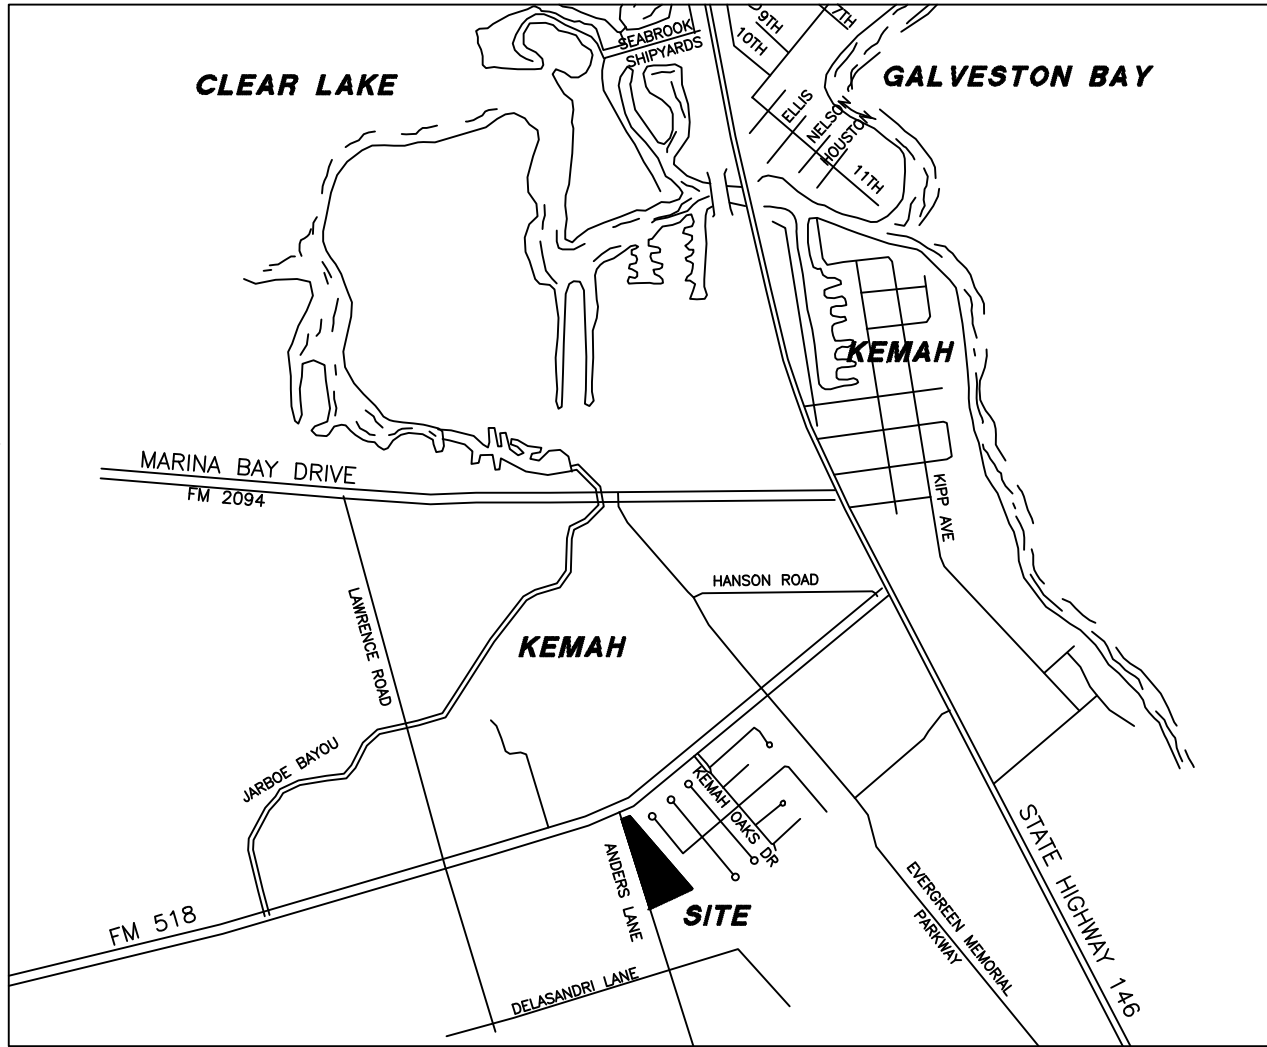 9TH
7TH
10TH
SEABROOK
SHIPYARDS
CLEAR LAKE
GALVESTON BAY
ELLIS
NELSON
HOUSTON
11TH
KEMAH
MARINA BAY DRIVE
FM 2094
KIPP AVE
HANSON ROAD
LAWRENCE ROAD
KEMAH
JARBOE BAYOU
KEMAH OAKS DR
STATE HIGHWAY 146
ANDERS LANE
EVERGREEN MEMORIAL
PARKWAY
SITE
FM 518
DELASANDRI LANE